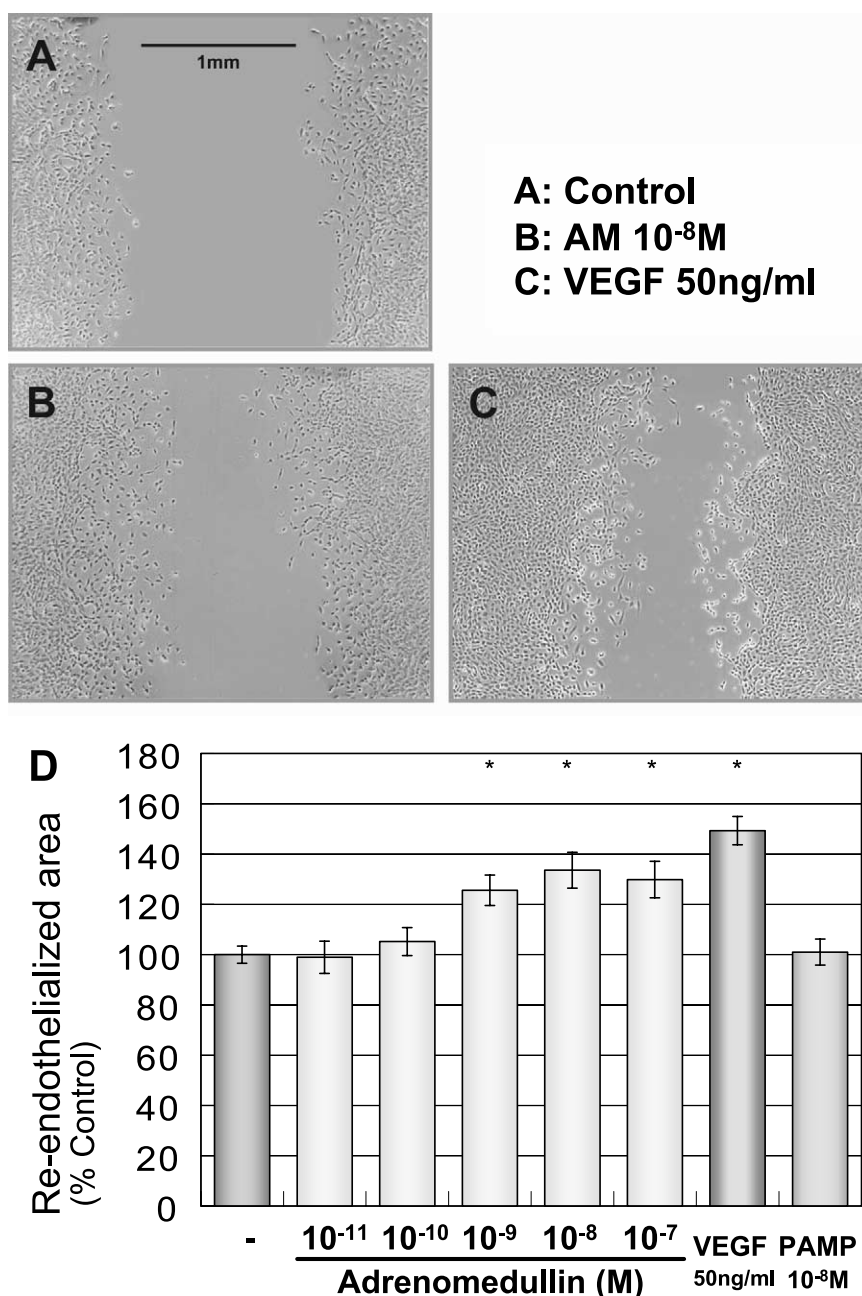 A
1mm
A: Control
B: AM 10⁻⁸M
C: VEGF 50ng/ml
B
C
D
Re-endothelialized area
(% Control)
180
160
140
120
100
80
60
40
20
0
* * * *
- 10⁻¹¹ 10⁻¹⁰ 10⁻⁹ 10⁻⁸ 10⁻⁷ VEGF PAMP
50ng/ml 10⁻⁸M
Adrenomedullin (M)